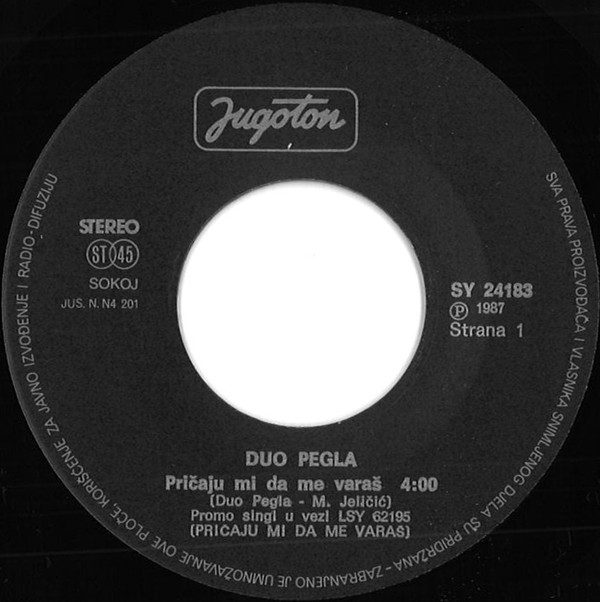 Jugoton
STEREO
ST 45
SOKOJ
JUS. N. N4 201
SY 24183
Ⓟ 1987
Strana 1
DUO PEGLA
Pričaju mi da me varaš 4:00
(Duo Pegla - M. Jeličić)
Promo singl u vezi LSY 62195
(PRIČAJU MI DA ME VARAŠ)
SVA PRAVA PROIZVOĐAČA I VLASNIKA SNIMLJENOG DJELA SU PRIDRŽANA - ZABRANJENO JE UMNOŽAVANJE OVE PLOČE, KORIŠĆENJE ZA JAVNO IZVOĐENJE I RADIO-DIFUZIJU